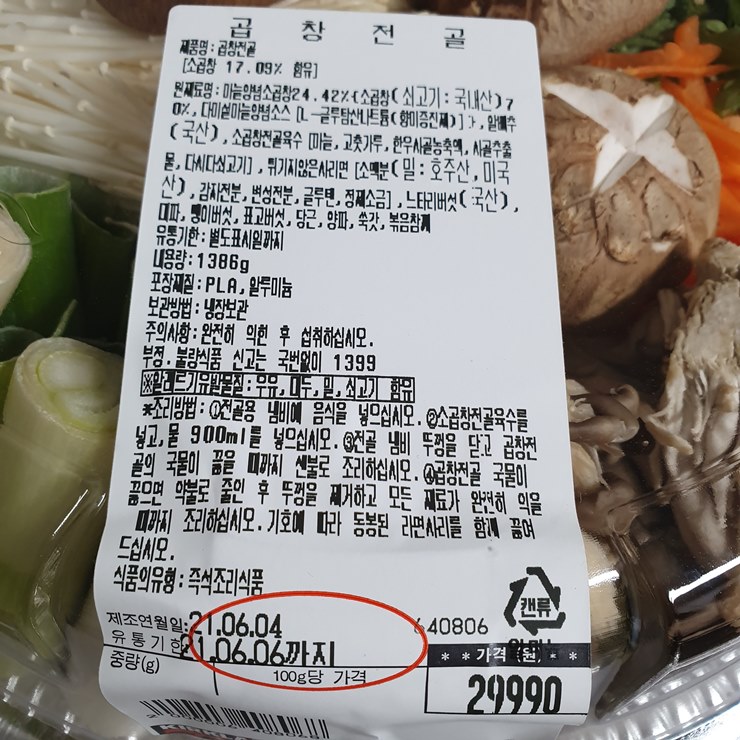 곱 창 전 골
제품명:곱창전골
[소곱창 17.09% 함유]
원재료명:마늘양념소곱창24.42%{소곱창(쇠고기:국내산)7
0%,다미쉘마늘양념소스[L-글루탐산나트륨(향미증진제)]},알배추
(국산),소곱창전골육수[마늘,고춧가루,한우사골농축액,사골추출
물,다시다쇠고기],튀기지않은사리면[소맥분(밀:호주산,미국
산),감자전분,변성전분,글루텐,정제소금],느타리버섯(국산),
대파,팽이버섯,표고버섯,당근,양파,쑥갓,볶음참깨
유통기한:별도표시일까지
내용량:1386g
포장재질:PLA,알루미늄
보관방법:냉장보관
주의사항:완전히 익힌 후 섭취하십시오.
부정.불량식품 신고는 국번없이 1399
※알레르기유발물질:우유,대두,밀,쇠고기 함유
*조리방법:①전골용 냄비에 음식을 넣으십시오.②소곱창전골육수를
넣고,물 900ml를 넣으십시오.③전골 냄비 뚜껑을 닫고 곱창전
골의 국물이 끓을 때까지 센불로 조리하십시오.④곱창전골 국물이
끓으면 약불로 줄인 후 뚜껑을 제거하고 모든 재료가 완전히 익을
때까지 조리하십시오.기호에 따라 동봉된 라면사리를 함께 끓여
드십시오.
식품의유형:즉석조리식품
캔류
제조연월일:21.06.04 640806
유통기한 21.06.06까지
중량(g) 100g당 가격 **가격(원)**
29990